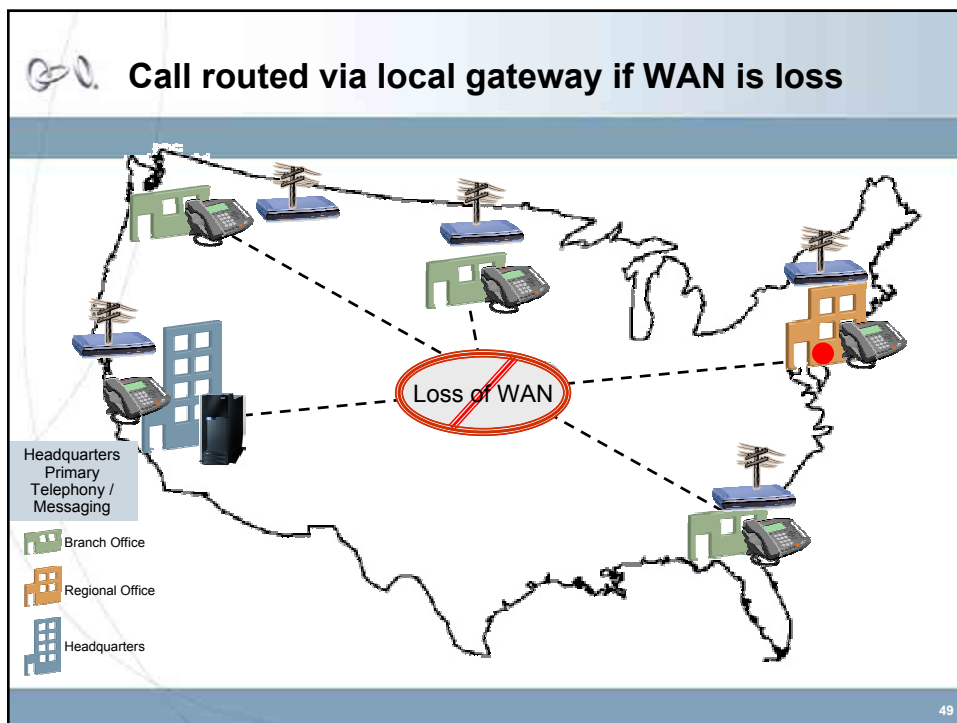 Call routed via local gateway if WAN is loss
Loss of WAN
Headquarters
Primary
Telephony /
Messaging
Branch Office
Regional Office
Headquarters
49